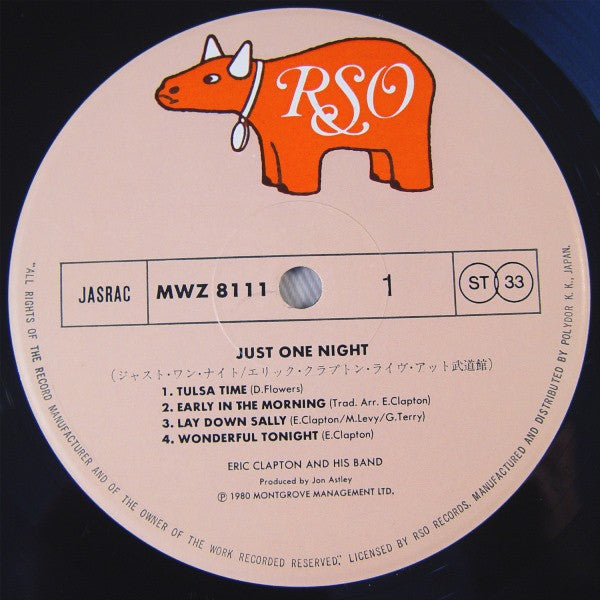 RSO
JASRAC
MWZ 8111
1
ST 33
JUST ONE NIGHT
(ジャスト・ワン・ナイト/エリック・クラプトン・ライヴ・アット武道館)
1. TULSA TIME (D.Flowers)
2. EARLY IN THE MORNING (Trad. Arr. E.Clapton)
3. LAY DOWN SALLY (E.Clapton/M.Levy/G.Terry)
4. WONDERFUL TONIGHT (E.Clapton)
ERIC CLAPTON AND HIS BAND
Produced by Jon Astley
℗ 1980 MONTGROVE MANAGEMENT LTD.
"ALL RIGHTS OF THE RECORD MANUFACTURER AND OF THE OWNER OF THE WORK RECORDED RESERVED." LICENSED BY RSO RECORDS, MANUFACTURED AND DISTRIBUTED BY POLYDOR K. K., JAPAN.